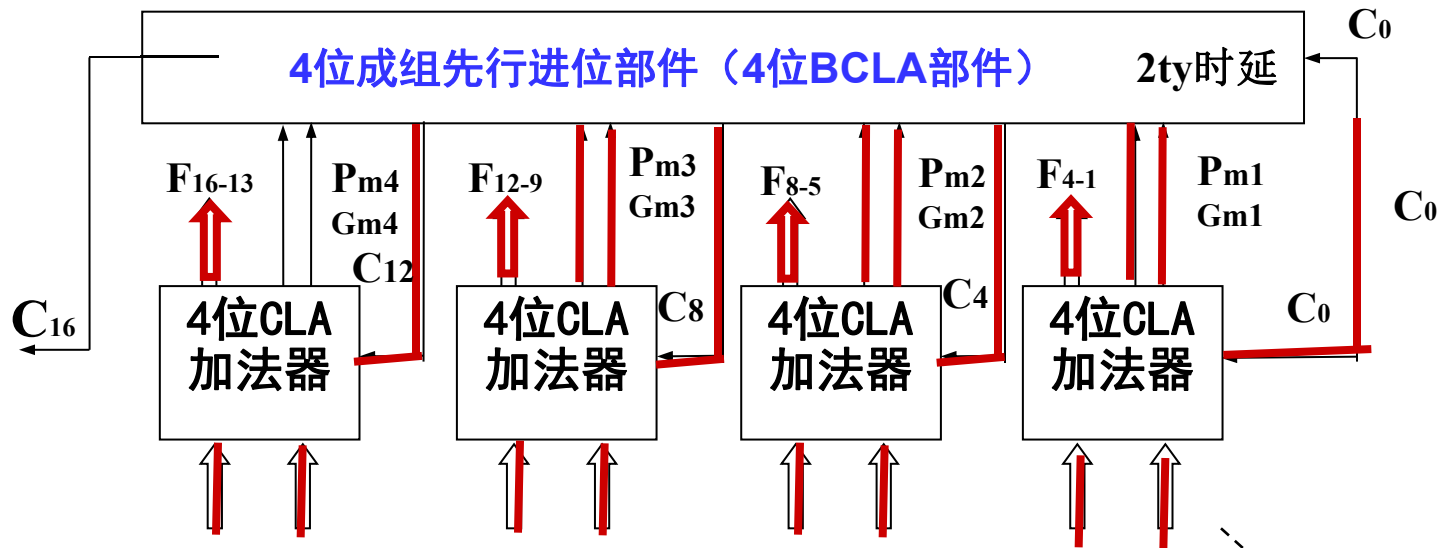 C0
4位成组先行进位部件（4位BCLA部件） 2ty时延
F16-13
Pm4
Gm4
C12
F12-9
Pm3
Gm3
C8
F8-5
Pm2
Gm2
C4
F4-1
Pm1
Gm1
C0
C0
C16
4位CLA
加法器
4位CLA
加法器
4位CLA
加法器
4位CLA
加法器